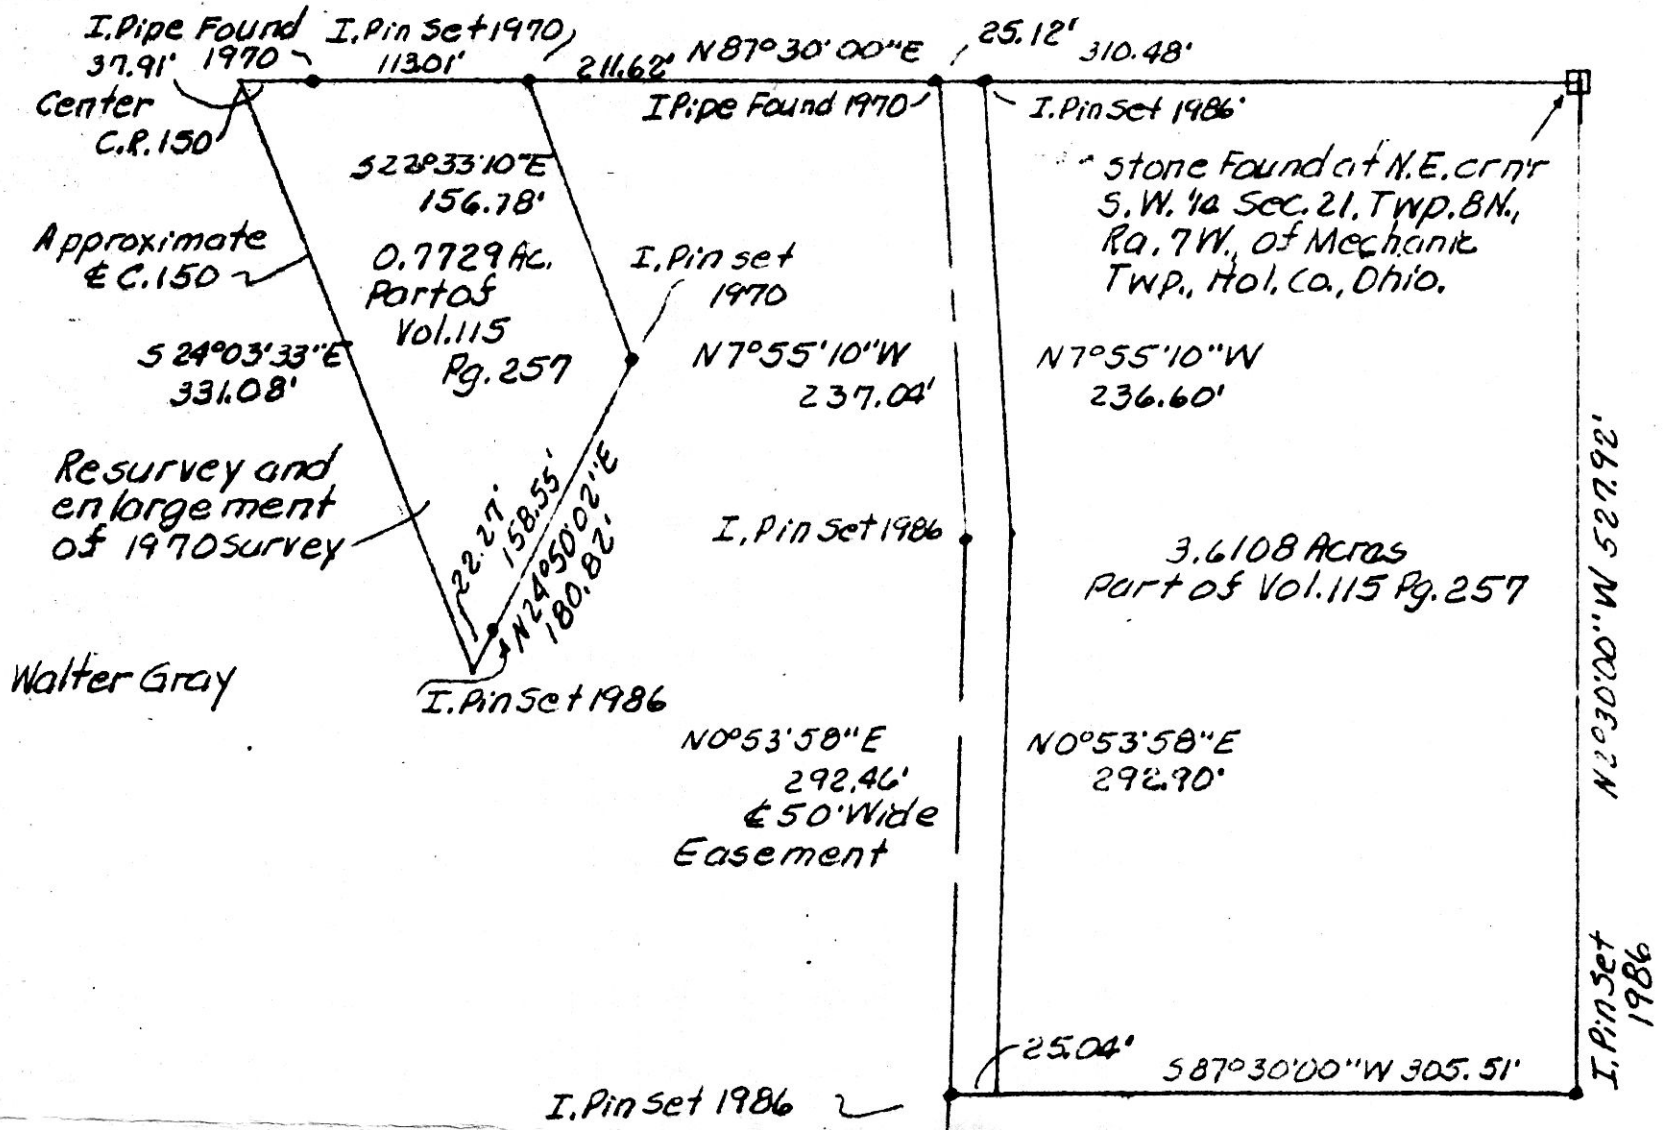 I.Pipe Found
1970
37.91'
I.Pin Set 1970
113.01'
211.62'
N87°30'00"E
25.12'
310.48'
Center
C.R.150
I Pipe Found 1970
I.Pin Set 1986
Stone Found at N.E. crn'r
S.W. 1/4 Sec. 21, Twp. 8N.,
Ra. 7W., of Mechanic
Twp., Hol. Co., Ohio.
S22°33'10"E
156.78'
Approximate
℄ C.150
0.7729 Ac.
Part of
Vol.115
Pg. 257
I.Pin set
1970
S 24°03'33"E
331.08'
N7°55'10"W
237.04'
N7°55'10"W
236.60'
Resurvey and
enlargement
of 1970 survey
22.27'
158.55'
N24°50'02"E
180.82'
I.Pin Set 1986
3.6108 Acres
Part of Vol.115 Pg. 257
N2°03'00"W 527.92'
Walter Gray
I.Pin Set 1986
N0°53'58"E
292.46'
℄ 50' Wide
Easement
N0°53'58"E
292.90'
I.Pin Set
1986
25.04'
S87°30'00"W 305.51'
I.Pin Set 1986